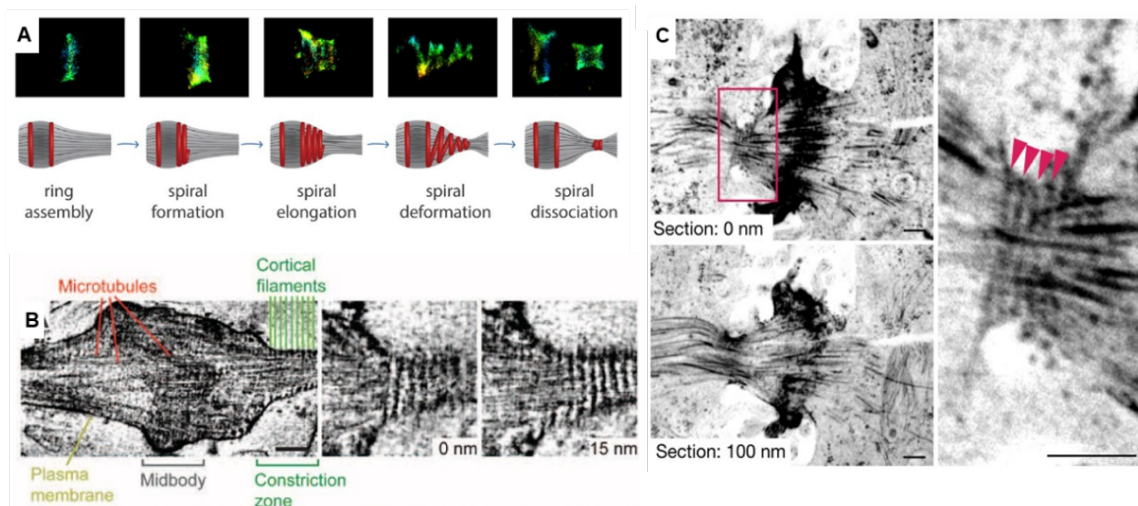 A
ring
assembly
spiral
formation
spiral
elongation
spiral
deformation
spiral
dissociation
B
Microtubules
Cortical
filaments
0 nm
15 nm
Plasma
membrane
Midbody
Constriction
zone
C
Section: 0 nm
Section: 100 nm